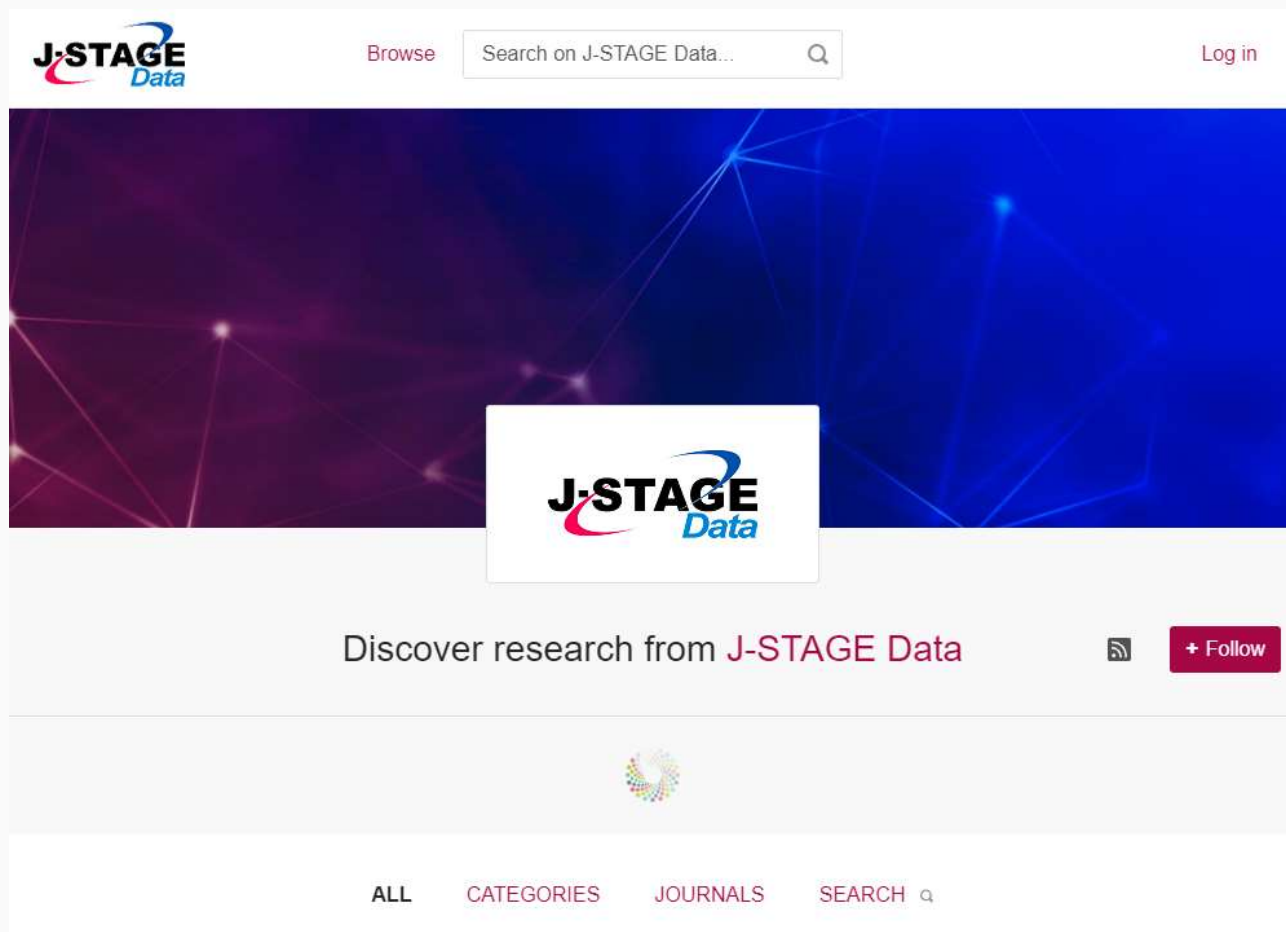 J-STAGE
Data
Browse
Search on J-STAGE Data...
Log in
J-STAGE
Data
Discover research from J-STAGE Data
+ Follow
ALL
CATEGORIES
JOURNALS
SEARCH